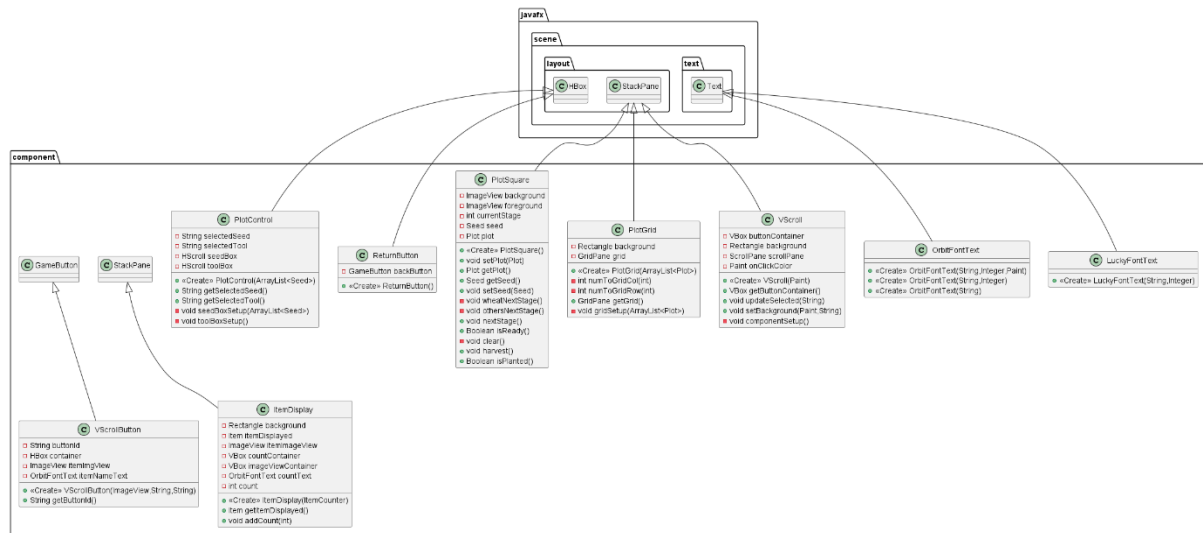 javafx
scene
layout
text
C HBox
C StackPane
C Text
component
C PlotControl
String selectedSeed
String selectedTool
HScroll seedBox
HScroll toolBox
«Create» PlotControl(ArrayList<Seed>)
String getSelectedSeed()
String getSelectedTool()
void seedBoxSetup(ArrayList<Seed>)
void toolBoxSetup()
C ReturnButton
GameButton backButton
«Create» ReturnButton()
C PlotSquare
ImageView background
ImageView foreground
int currentStage
Seed seed
Plot plot
«Create» PlotSquare()
void setPlot(Plot)
Plot getPlot()
Seed getSeed()
void setSeed(Seed)
void wheatNextStage()
void othersNextStage()
void nextStage()
Boolean isReady()
void clear()
void harvest()
Boolean isPlanted()
C PlotGrid
Rectangle background
GridPane grid
«Create» PlotGrid(ArrayList<Plot>)
int numToGridCol(int)
int numToGridRow(int)
GridPane getGrid()
void gridSetup(ArrayList<Plot>)
C VScroll
VBox buttonContainer
Rectangle background
ScrollPane scrollPane
Paint onClickColor
«Create» VScroll(Paint)
VBox getButtonContainer()
void updateSelected(String)
void setBackground(Paint,String)
void componentSetup()
C OrbitFontText
«Create» OrbitFontText(String,Integer,Paint)
«Create» OrbitFontText(String,Integer)
«Create» OrbitFontText(String)
C LuckyFontText
«Create» LuckyFontText(String,Integer)
C GameButton
C StackPane
C VScrollButton
String buttonId
HBox container
ImageView itemImgView
OrbitFontText itemNameText
«Create» VScrollButton(ImageView,String,String)
String getButtonId()
C ItemDisplay
Rectangle background
Item itemDisplayed
ImageView itemImageView
VBox countContainer
VBox imageViewContainer
OrbitFontText countText
int count
«Create» ItemDisplay(ItemCounter)
Item getItemDisplayed()
void addCount(int)